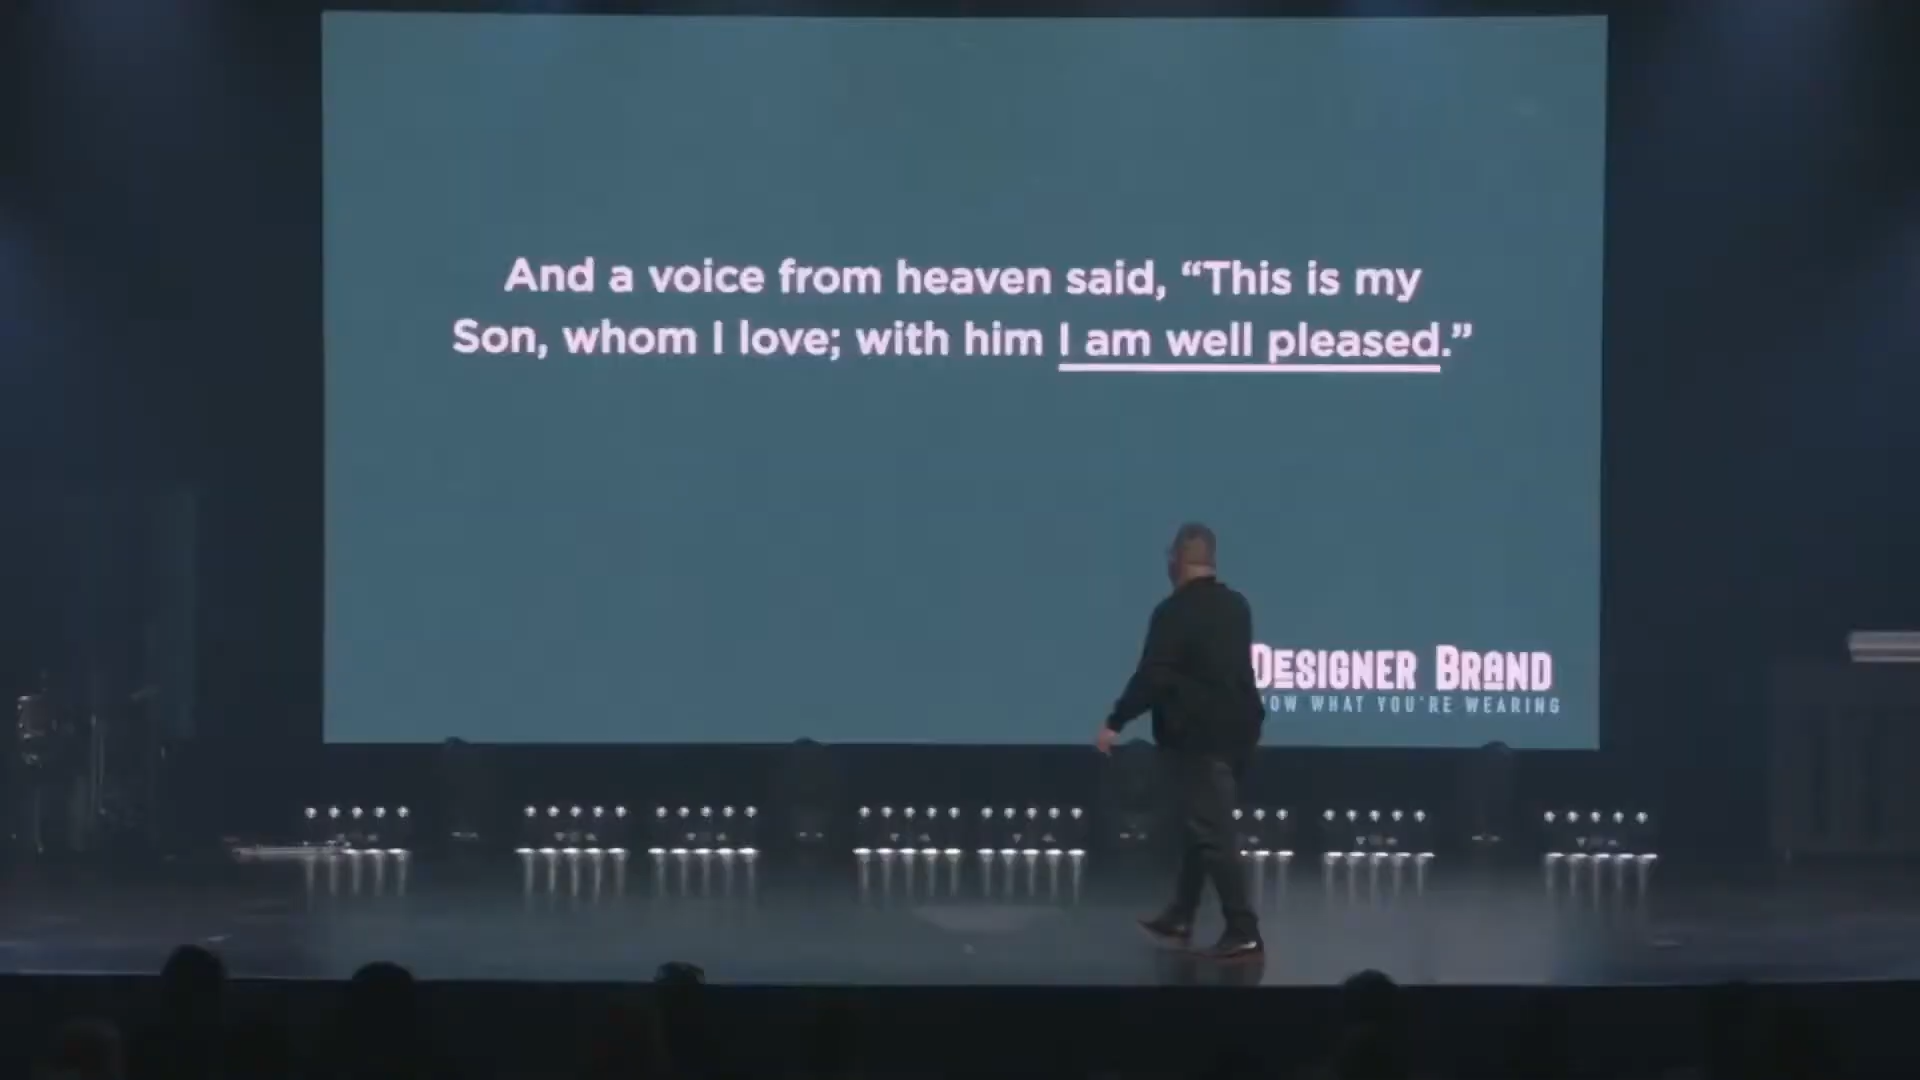 And a voice from heaven said, “This is my
Son, whom I love; with him I am well pleased.”
DESIGNER BRAND
WHAT YOU'RE WEARING